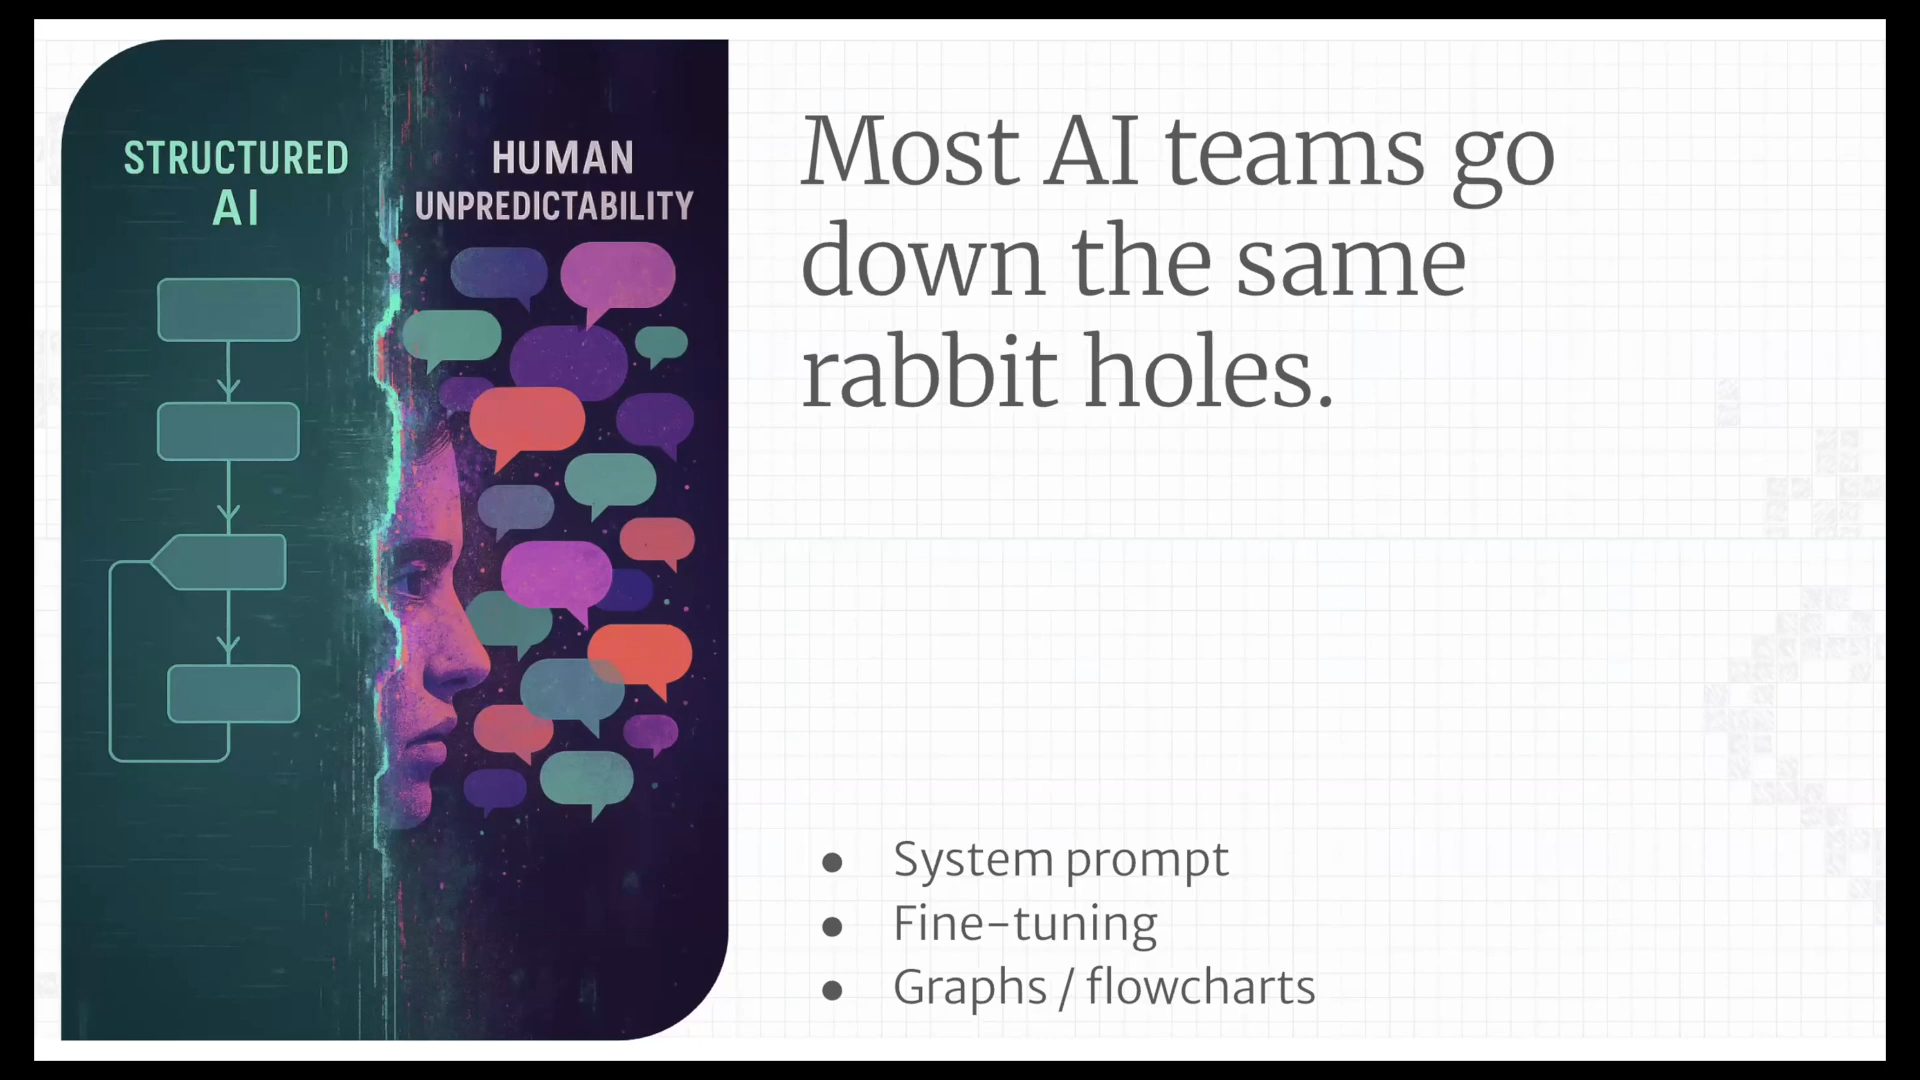 STRUCTURED
AI
HUMAN
UNPREDICTABILITY
Most AI teams go
down the same
rabbit holes.
● System prompt
● Fine-tuning
● Graphs / flowcharts